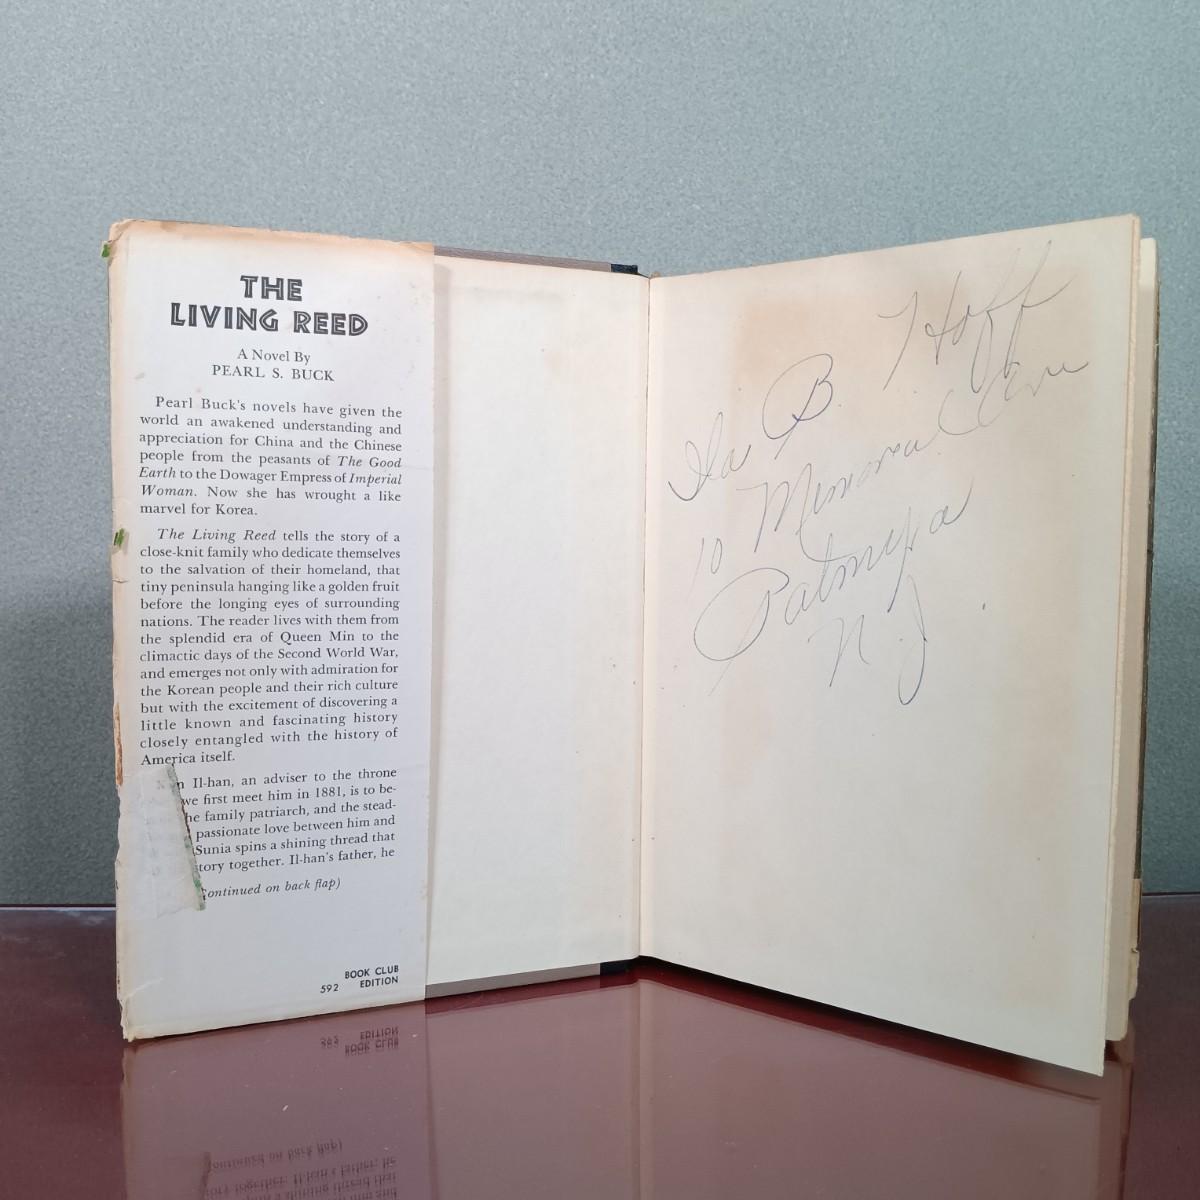 THE
LIVING REED
A Novel By
PEARL S. BUCK
Pearl Buck's novels have given the
world an awakened understanding and
appreciation for China and the Chinese
people from the peasants of The Good
Earth to the Dowager Empress of Imperial
Woman. Now she has wrought a like
marvel for Korea.
The Living Reed tells the story of a
close-knit family who dedicate themselves
to the salvation of their homeland, that
tiny peninsula hanging like a golden fruit
before the longing eyes of surrounding
nations. The reader lives with them from
the splendid era of Queen Min to the
climactic days of the Second World War,
and emerges not only with admiration for
the Korean people and their rich culture
but with the excitement of discovering a
little known and fascinating history
closely entangled with the history of
America itself.
Il-han, an adviser to the throne
we first meet him in 1881, is to be-
he family patriarch, and the stead-
passionate love between him and
Sunia spins a shining thread that
story together. Il-han's father, he
(Continued on back flap)
BOOK CLUB
592 EDITION
Ida B. Hoff
10 Memorial Ave
Palmyra
N.J.